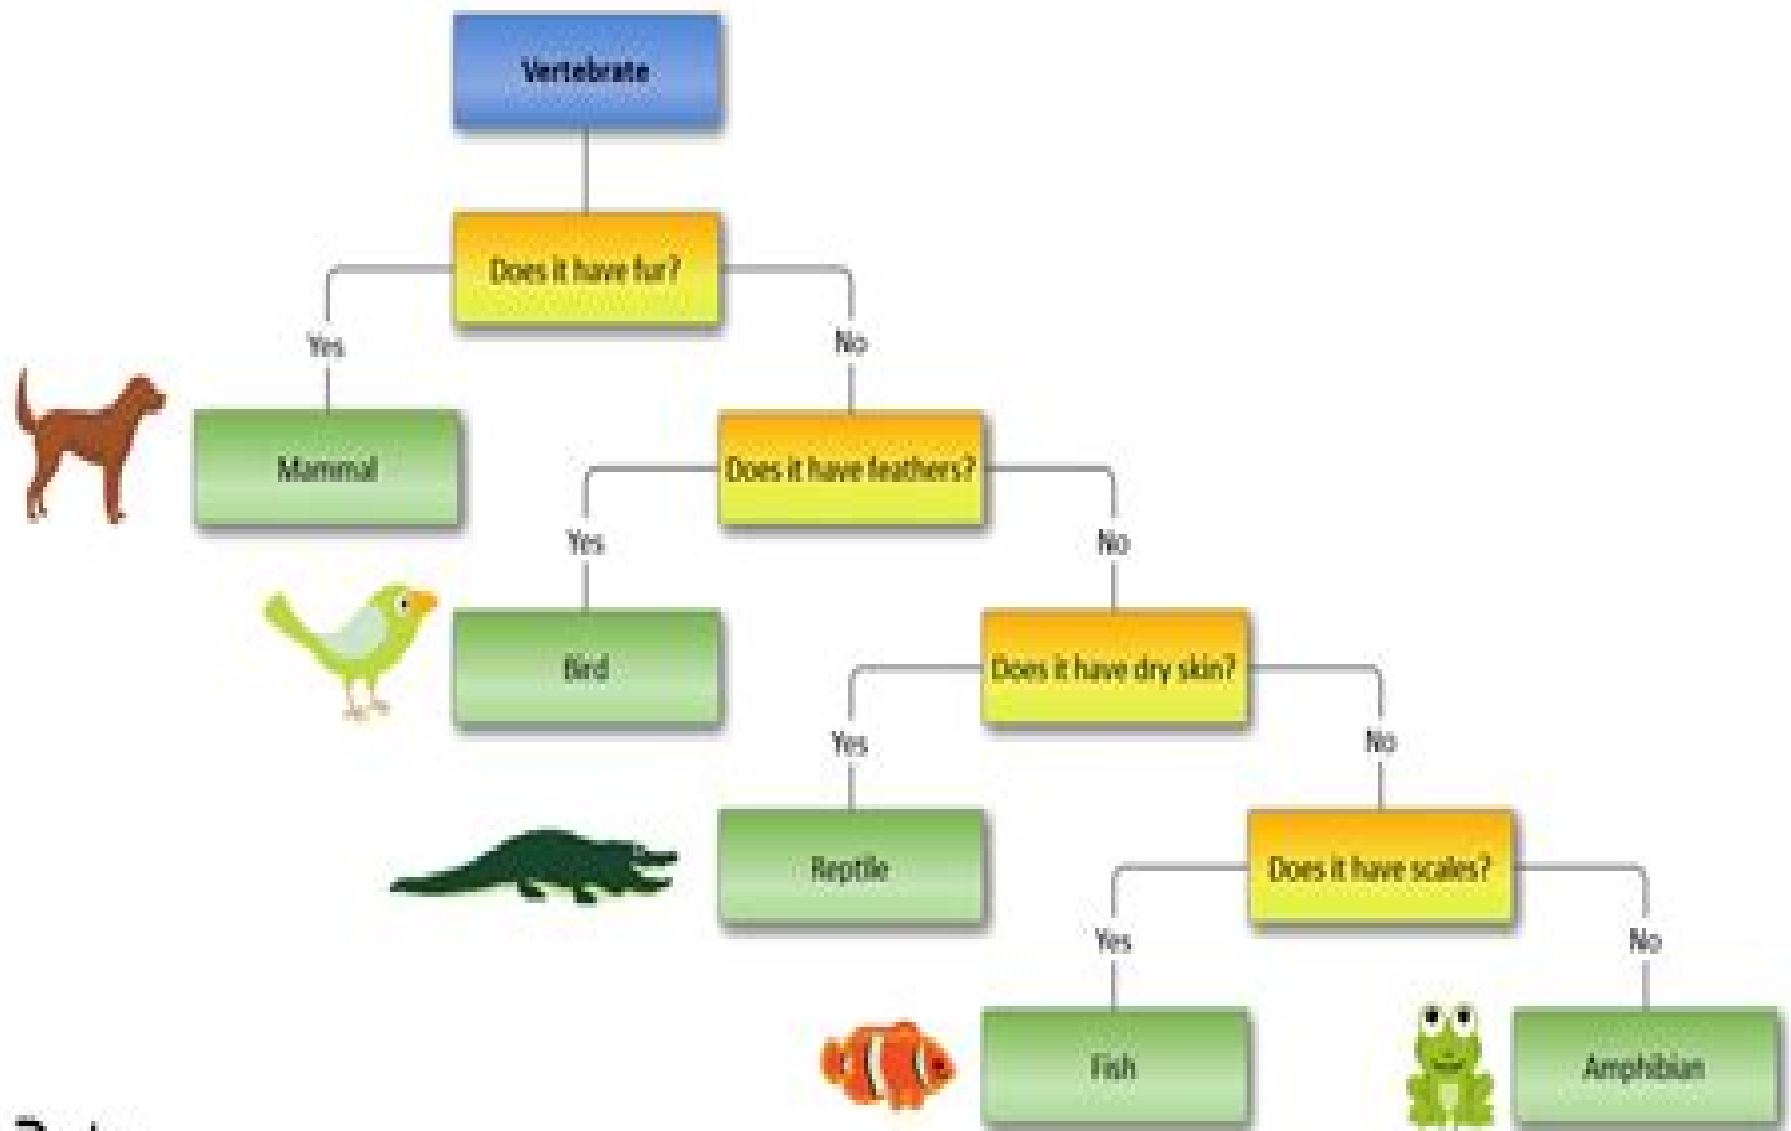 Vertebrate
Does it have fur?
Yes
No
Mammal
Does it have feathers?
Yes
No
Bird
Does it have dry skin?
Yes
No
Reptile
Does it have scales?
Yes
No
Fish
Amphibian